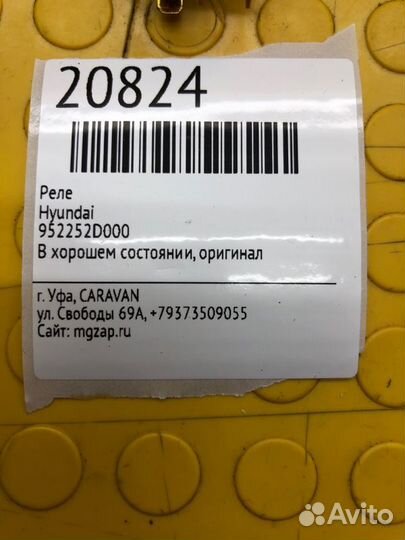 20824
Реле
Hyundai
952252D000
В хорошем состоянии, оригинал
г. Уфа, CARAVAN
ул. Свободы 69А, +79373509055
Сайт: mgzap.ru
Avito